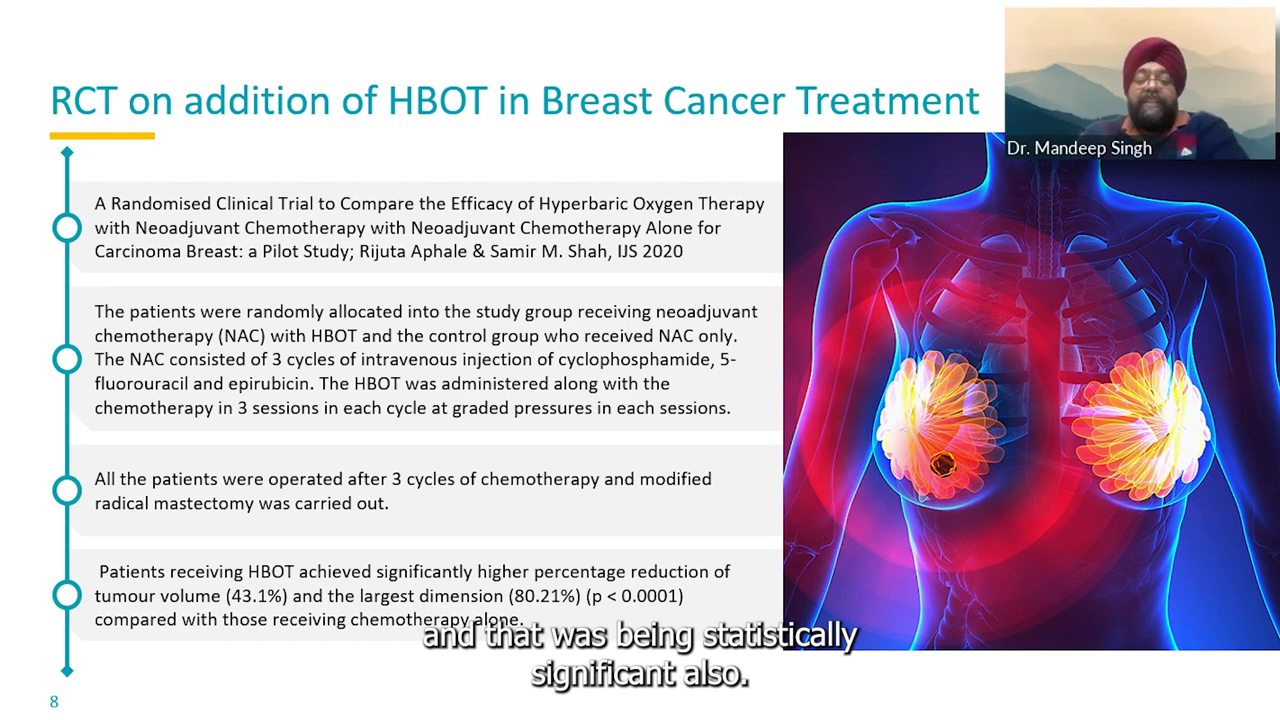 RCT on addition of HBOT in Breast Cancer Treatment
Dr. Mandeep Singh
A Randomised Clinical Trial to Compare the Efficacy of Hyperbaric Oxygen Therapy
with Neoadjuvant Chemotherapy with Neoadjuvant Chemotherapy Alone for
Carcinoma Breast: a Pilot Study; Rijuta Aphale & Samir M. Shah, IJS 2020
The patients were randomly allocated into the study group receiving neoadjuvant
chemotherapy (NAC) with HBOT and the control group who received NAC only.
The NAC consisted of 3 cycles of intravenous injection of cyclophosphamide, 5-
fluorouracil and epirubicin. The HBOT was administered along with the
chemotherapy in 3 sessions in each cycle at graded pressures in each sessions.
All the patients were operated after 3 cycles of chemotherapy and modified
radical mastectomy was carried out.
Patients receiving HBOT achieved significantly higher percentage reduction of
tumour volume (43.1%) and the largest dimension (80.21%) (p < 0.0001)
compared with those receiving chemotherapy alone.
and that was being statistically
significant also.
8